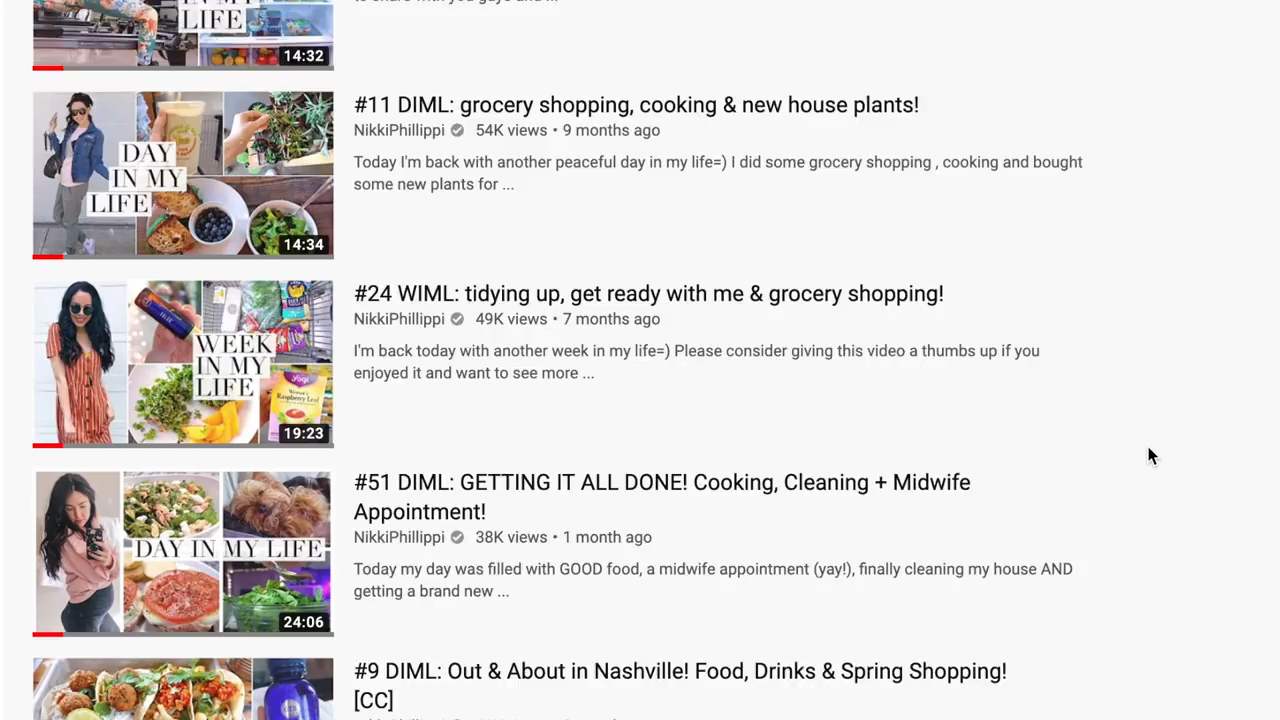 IN MY
LIFE
14:32
#11 DIML: grocery shopping, cooking & new house plants!
NikkiPhillippi 54K views • 9 months ago
Today I'm back with another peaceful day in my life=) I did some grocery shopping , cooking and bought
some new plants for ...
DAY
IN MY
LIFE
14:34
#24 WIML: tidying up, get ready with me & grocery shopping!
NikkiPhillippi 49K views • 7 months ago
I'm back today with another week in my life=) Please consider giving this video a thumbs up if you
enjoyed it and want to see more ...
WEEK
IN MY
LIFE
yogi
Raspberry Leaf
19:23
#51 DIML: GETTING IT ALL DONE! Cooking, Cleaning + Midwife
Appointment!
NikkiPhillippi 38K views • 1 month ago
Today my day was filled with GOOD food, a midwife appointment (yay!), finally cleaning my house AND
getting a brand new ...
DAY IN MY LIFE
24:06
#9 DIML: Out & About in Nashville! Food, Drinks & Spring Shopping!
[CC]